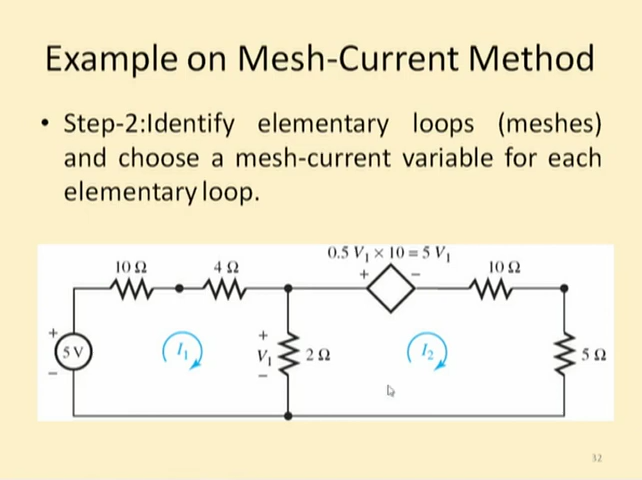 Example on Mesh-Current Method
• Step-2:Identify elementary loops (meshes)
and choose a mesh-current variable for each
elementary loop.
0.5 V₁ × 10 = 5 V₁
10 Ω 4 Ω + − 10 Ω
+ 5 V −
I₁
+ V₁ −
2 Ω
I₂
5 Ω
32